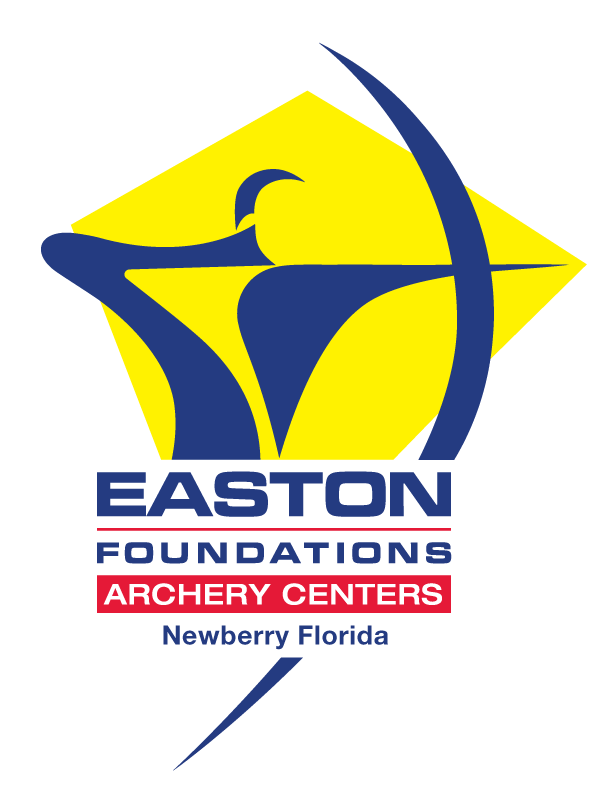 EASTON
FOUNDATIONS
ARCHERY CENTERS
Newberry Florida